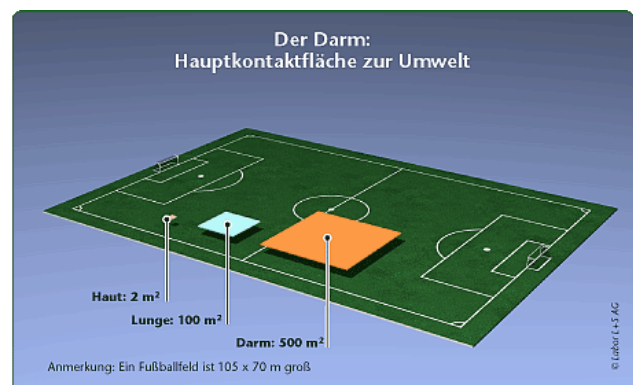 Der Darm:
Hauptkontaktfläche zur Umwelt
Haut: 2 m²
Lunge: 100 m²
Darm: 500 m²
Anmerkung: Ein Fußballfeld ist 105 x 70 m groß
© Labor L+S AG